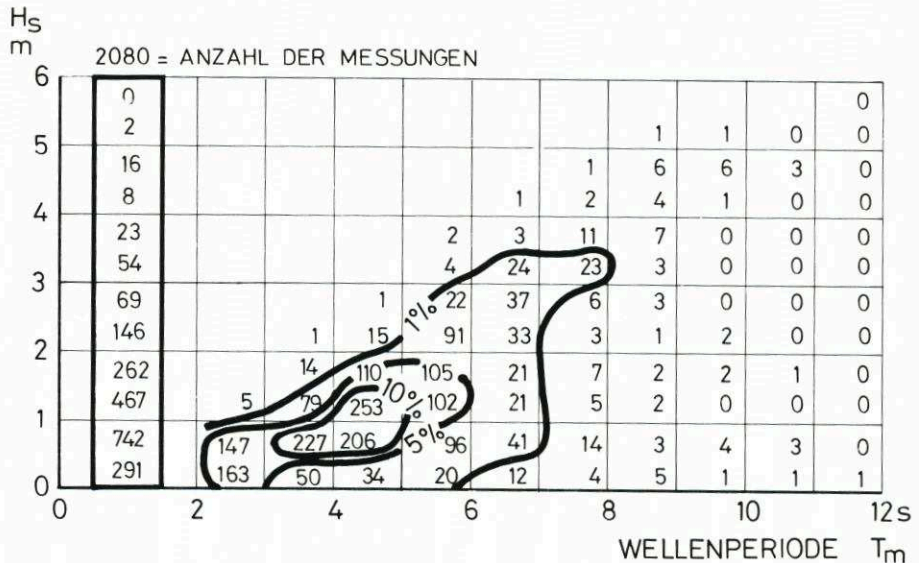 HS
m
2080 = ANZAHL DER MESSUNGEN
6
0 0
2 1 1 0 0
5
16 1 6 6 3 0
8 1 2 4 1 0 0
4
23 2 3 11 7 0 0 0
54 4 24 23 3 0 0 0
3
69 1 1% 22 37 6 3 0 0 0
146 1 15 91 33 3 1 2 0 0
2
262 14 110 105 21 7 2 2 1 0
467 5 79 253 10% 102 21 5 2 0 0 0
1
742 147 227 206 5% 96 41 14 3 4 3 0
291 163 50 34 20 12 4 5 1 1 1
0
0 2 4 6 8 10 12 s
WELLENPERIODE Tm